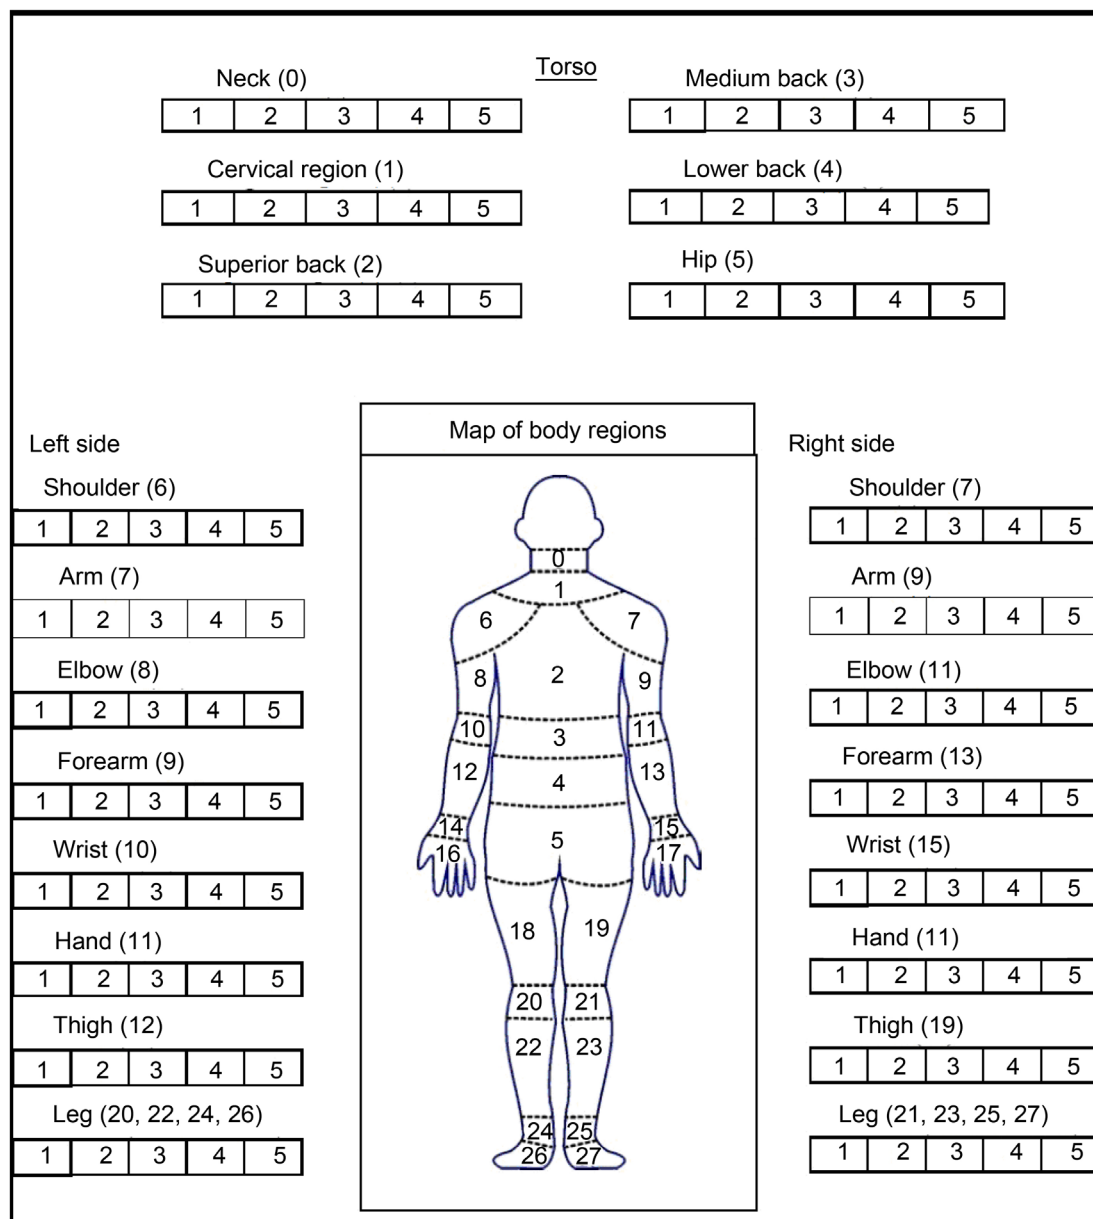 Torso
Neck (0)
1 2 3 4 5
Medium back (3)
1 2 3 4 5
Cervical region (1)
1 2 3 4 5
Lower back (4)
1 2 3 4 5
Superior back (2)
1 2 3 4 5
Hip (5)
1 2 3 4 5
Left side
Shoulder (6)
1 2 3 4 5
Arm (7)
1 2 3 4 5
Elbow (8)
1 2 3 4 5
Forearm (9)
1 2 3 4 5
Wrist (10)
1 2 3 4 5
Hand (11)
1 2 3 4 5
Thigh (12)
1 2 3 4 5
Leg (20, 22, 24, 26)
1 2 3 4 5
Map of body regions
0
1
6 7
2
8 9
10 3 11
12 4 13
14 15
16 5 17
18 19
20 21
22 23
24 25
26 27
Right side
Shoulder (7)
1 2 3 4 5
Arm (9)
1 2 3 4 5
Elbow (11)
1 2 3 4 5
Forearm (13)
1 2 3 4 5
Wrist (15)
1 2 3 4 5
Hand (11)
1 2 3 4 5
Thigh (19)
1 2 3 4 5
Leg (21, 23, 25, 27)
1 2 3 4 5